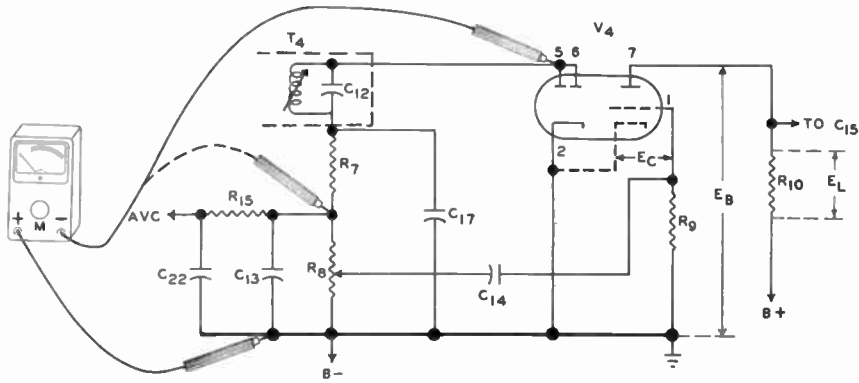 T4
V4
5 6 7
C12
1
TO C15
2
EC
R7
EB
R10
EL
+ M −
AVC
R15
C17
R9
C22
C13
R8
C14
B+
B−